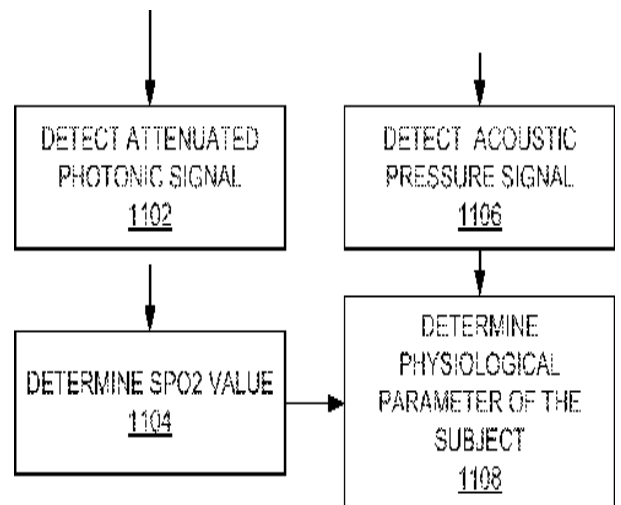 DETECT ATTENUATED
PHOTONIC SIGNAL
1102
DETECT ACOUSTIC
PRESSURE SIGNAL
1106
DETERMINE SPO2 VALUE
1104
DETERMINE
PHYSIOLOGICAL
PARAMETER OF THE
SUBJECT
1108